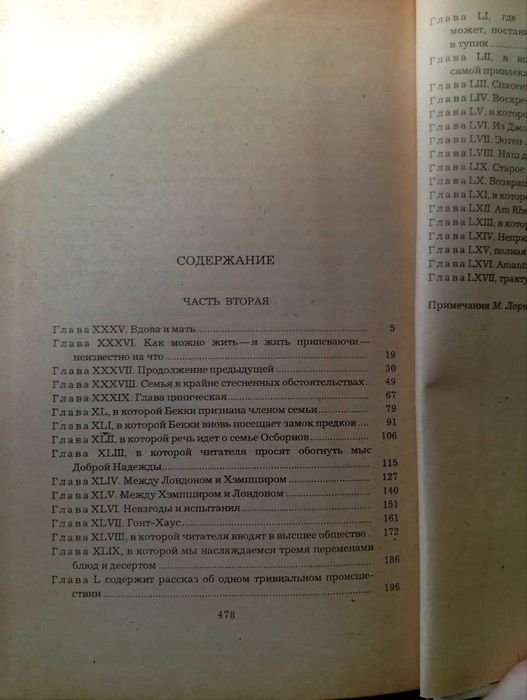 СОДЕРЖАНИЕ
ЧАСТЬ ВТОРАЯ
Глава XXXV. Вдова и мать 5
Глава XXXVI. Как можно жить—и жить припеваючи—
неизвестно на что 19
Глава XXXVII. Продолжение предыдущей 30
Глава XXXVIII. Семья в крайне стесненных обстоятельствах. 49
Глава XXXIX. Глава циническая 67
Глава XL, в которой Бекки признана членом семьи 79
Глава XLI, в которой Бекки вновь посещает замок предков 91
Глава XLII, в которой речь идет о семье Осборнов 106
Глава XLIII, в которой читателя просят обогнуть мыс
Доброй Надежды 115
Глава XLIV. Между Лондоном и Хэмпширом 127
Глава XLV. Между Хэмпширом и Лондоном 140
Глава XLVI. Невзгоды и испытания 151
Глава XLVII. Гонт-Хаус 161
Глава XLVIII, в которой читателя вводят в высшее общество . 172
Глава XLIX, в которой мы наслаждаемся тремя переменами
блюд и десертом 186
Глава L содержит рассказ об одном тривиальном происше-
ствии 196
478
Глава LI, где
может, постави
в тупик
Глава LII, в ко
самой привлек
Глава LIII. Спасен
Глава LIV. Воскре
Глава LV, в которо
Глава LVI. Из Дж
Глава LVII. Эотен
Глава LVIII. Наш д
Глава LIX. Старое
Глава LX. Возвращ
Глава LXI, в которо
Глава LXII. Am Rhe
Глава LXIII, в кото
Глава LXIV. Непри
Глава LXV, полная
Глава LXVI. Amant
Глава LXVII, тракту
Примечания М. Лор